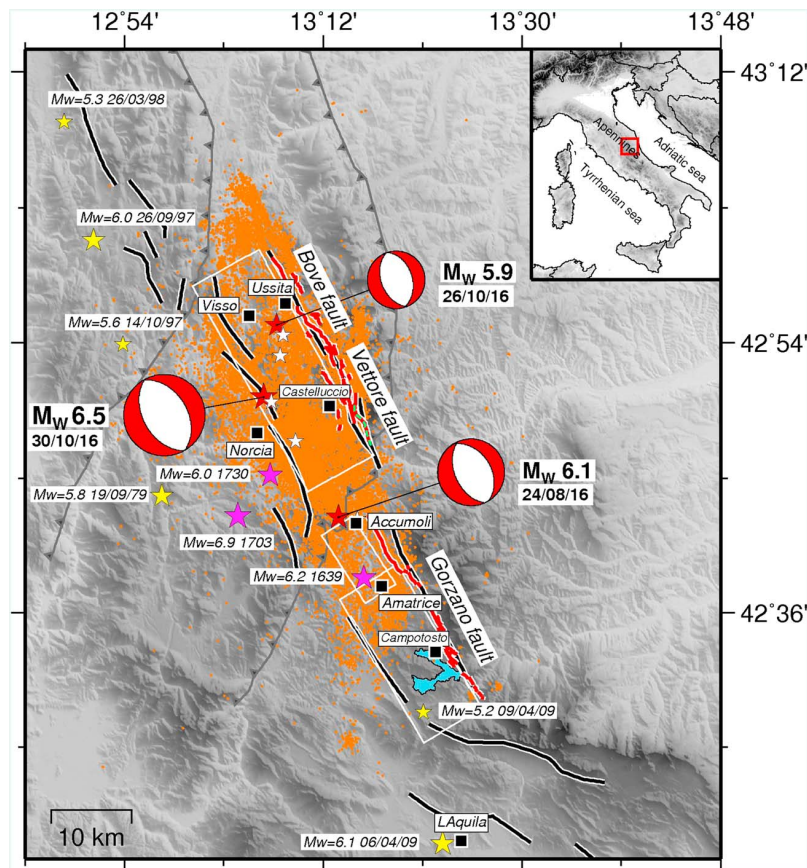 12˚54'
13˚12'
13˚30'
13˚48'
13˚12'
42˚54'
42˚36'
Mw=5.3 26/03/98
Mw=6.0 26/09/97
Mw=5.6 14/10/97
Apennines
Adriatic sea
Tyrrhenian sea
Bove fault
Ussita
Visso
MW 5.9
26/10/16
Vettore fault
Castelluccio
MW 6.5
30/10/16
Norcia
Mw=6.0 1730
MW 6.1
24/08/16
Mw=5.8 19/09/79
Mw=6.9 1703
Accumoli
Mw=6.2 1639
Amatrice
Gorzano fault
Campotosto
Mw=5.2 09/04/09
LAquila
Mw=6.1 06/04/09
10 km